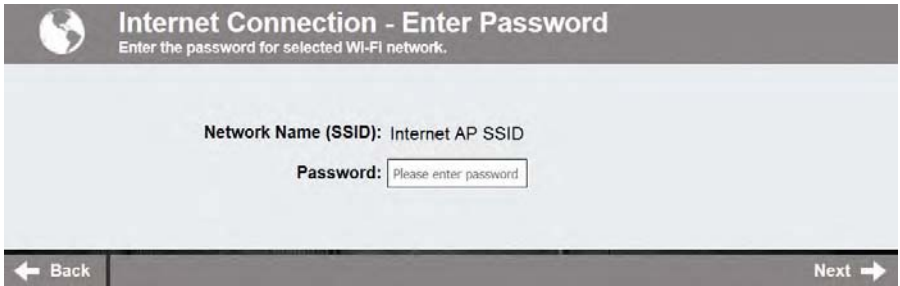 Internet Connection - Enter Password
Enter the password for selected Wi-Fi network.
Network Name (SSID): Internet AP SSID
Password: Please enter password
Back
Next